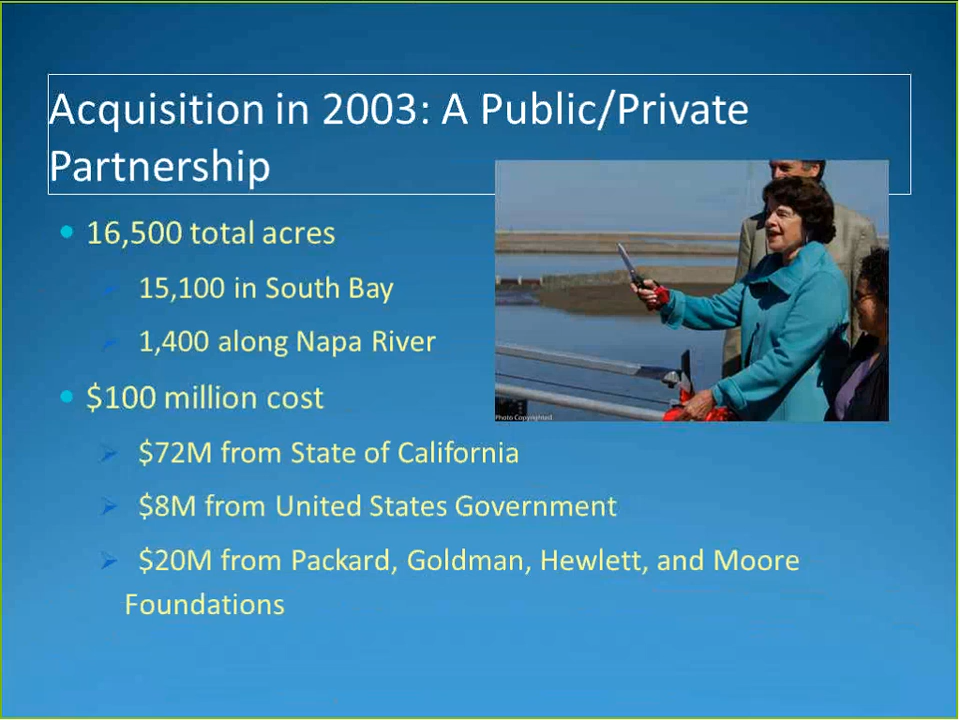 Acquisition in 2003: A Public/Private
Partnership
16,500 total acres
15,100 in South Bay
1,400 along Napa River
$100 million cost
Photo Copyrighted
$72M from State of California
$8M from United States Government
$20M from Packard, Goldman, Hewlett, and Moore
Foundations